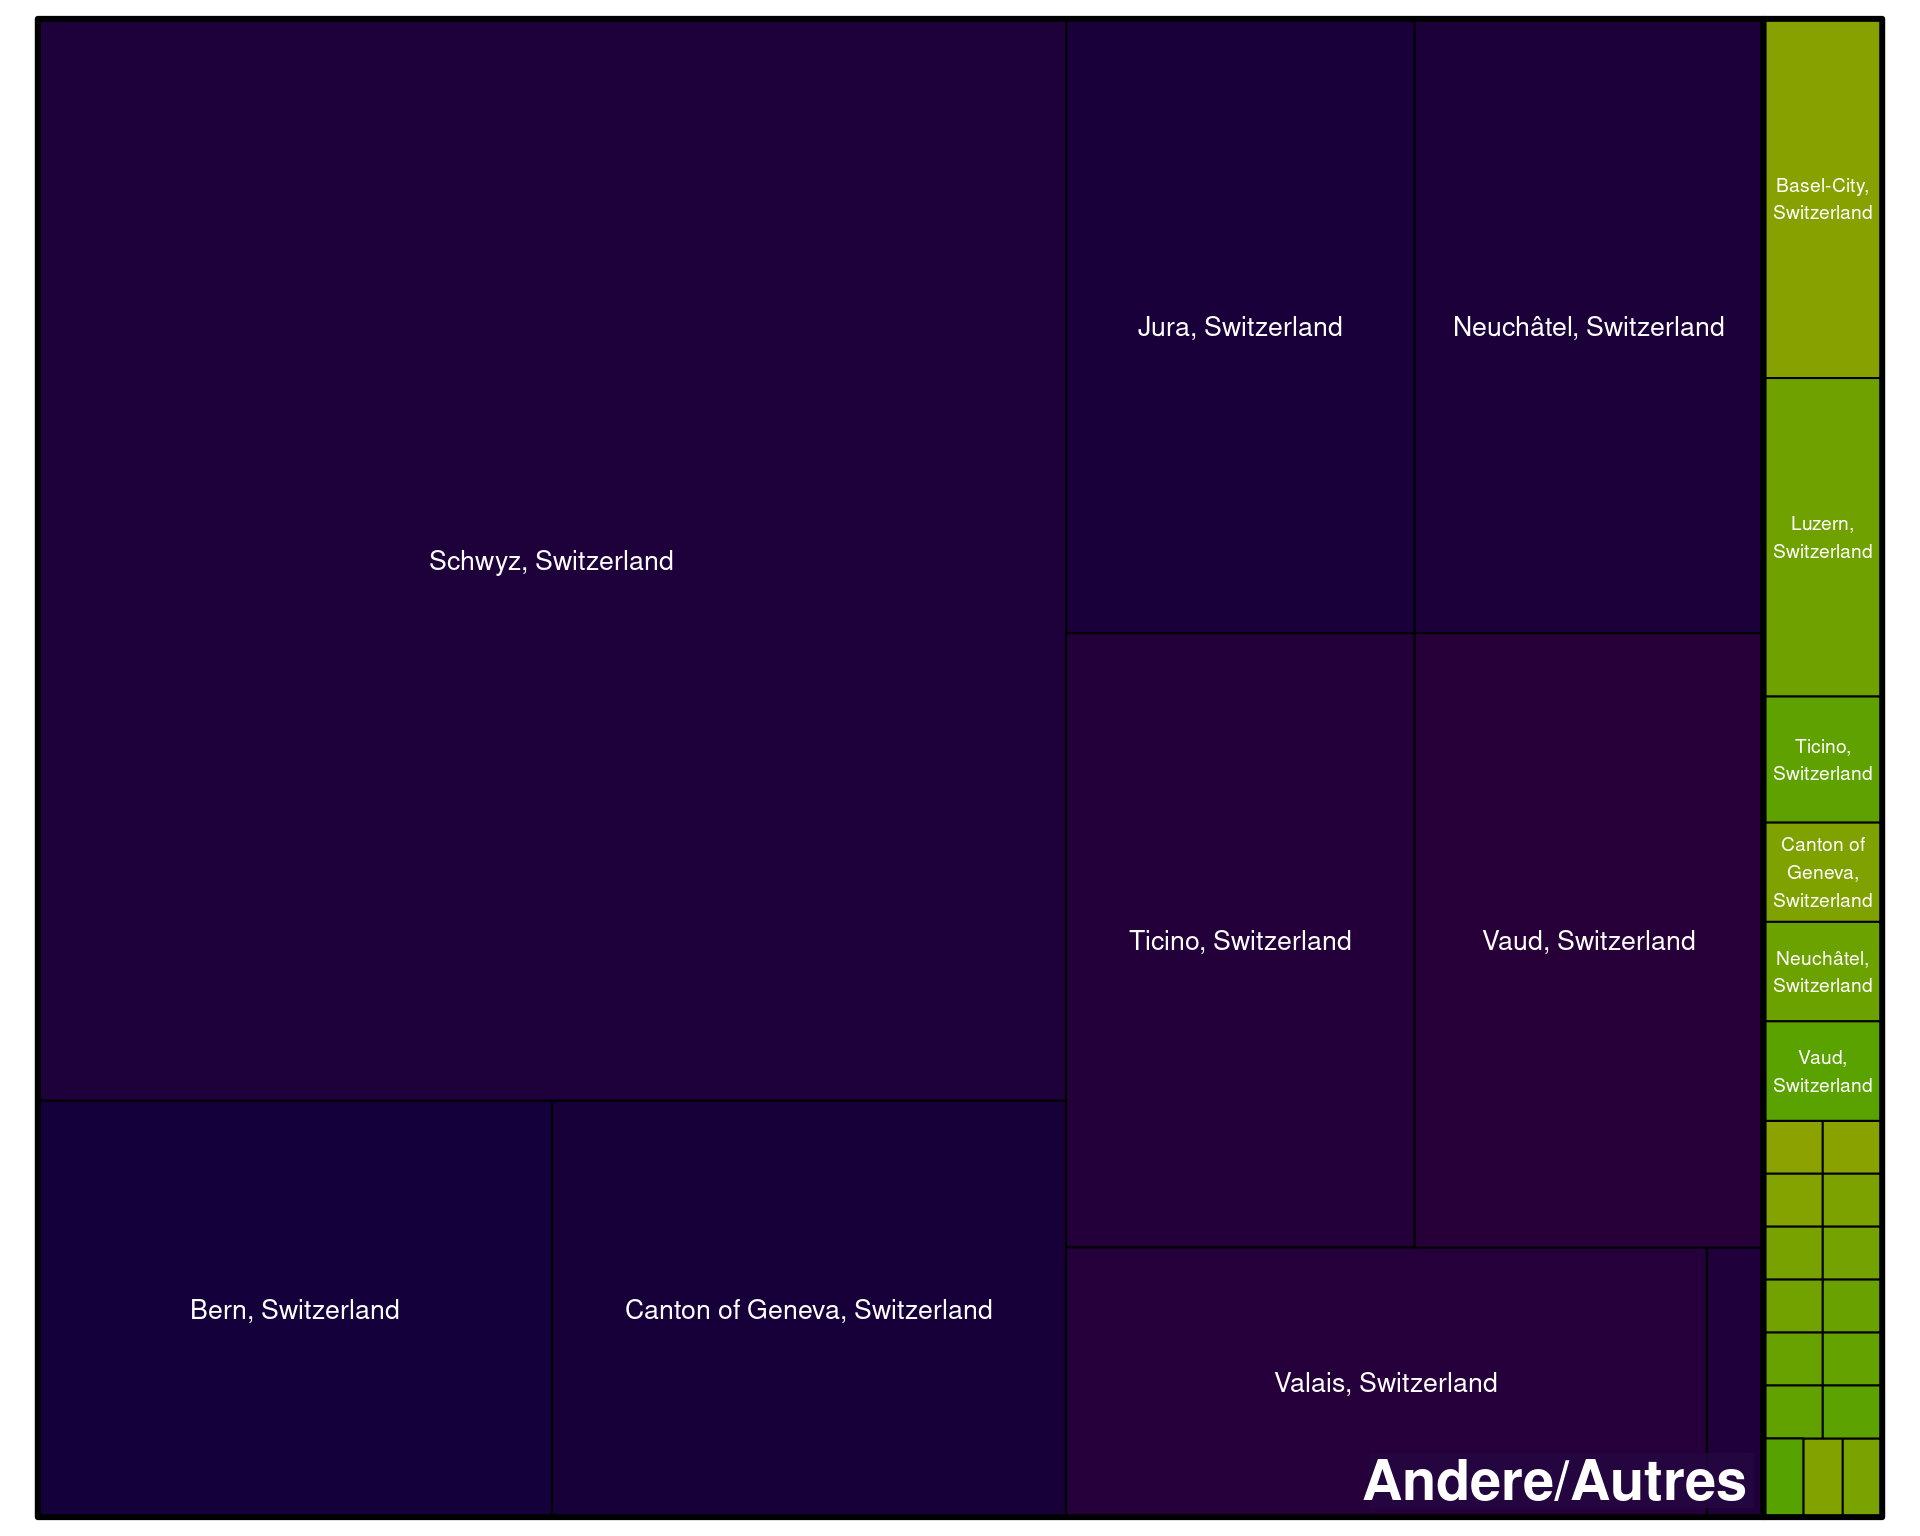 Schwyz, Switzerland
Jura, Switzerland
Neuchâtel, Switzerland
Ticino, Switzerland
Vaud, Switzerland
Bern, Switzerland
Canton of Geneva, Switzerland
Valais, Switzerland
Andere/Autres
Basel-City,
Switzerland
Luzern,
Switzerland
Ticino,
Switzerland
Canton of
Geneva,
Switzerland
Neuchâtel,
Switzerland
Vaud,
Switzerland